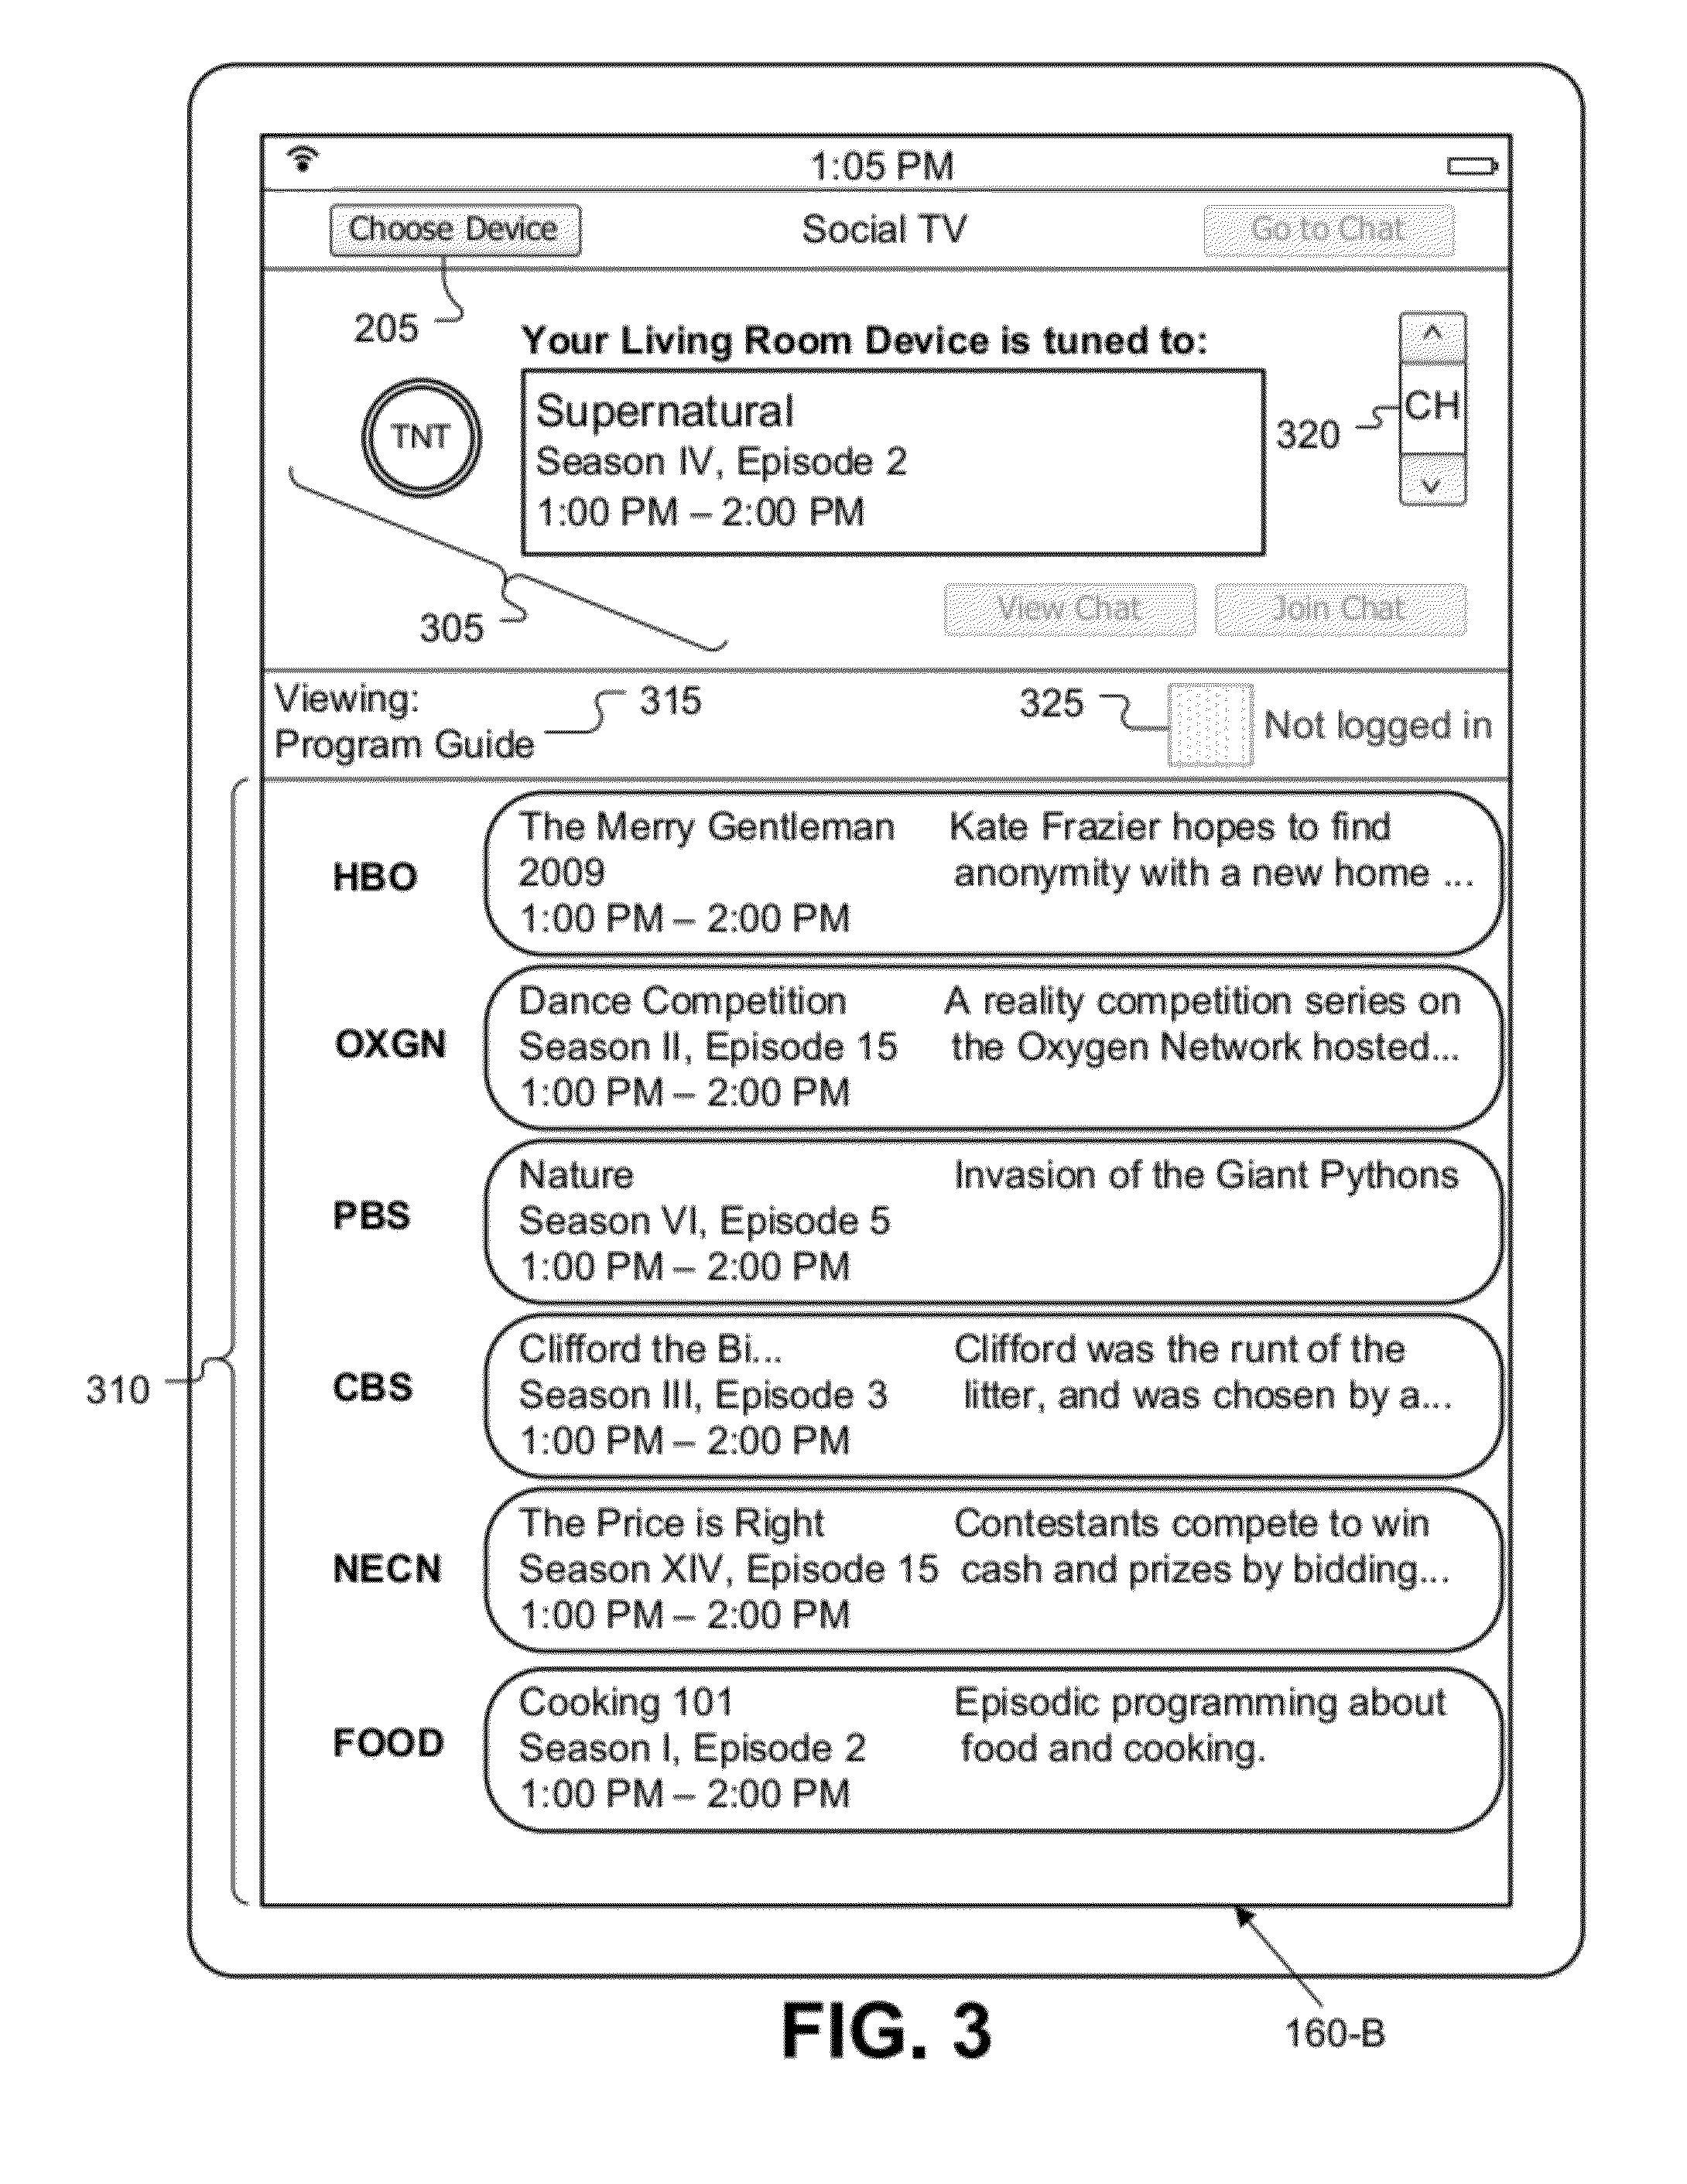 1:05 PM
Choose Device
Social TV
Go to Chat
205
Your Living Room Device is tuned to:
TNT
Supernatural
Season IV, Episode 2
1:00 PM – 2:00 PM
320
CH
305
View Chat
Join Chat
Viewing:
Program Guide
315
325
Not logged in
310
HBO
The Merry Gentleman
2009
1:00 PM – 2:00 PM
Kate Frazier hopes to find
anonymity with a new home ...
OXGN
Dance Competition
Season II, Episode 15
1:00 PM – 2:00 PM
A reality competition series on
the Oxygen Network hosted...
PBS
Nature
Season VI, Episode 5
1:00 PM – 2:00 PM
Invasion of the Giant Pythons
CBS
Clifford the Bi...
Season III, Episode 3
1:00 PM – 2:00 PM
Clifford was the runt of the
litter, and was chosen by a...
NECN
The Price is Right
Season XIV, Episode 15
1:00 PM – 2:00 PM
Contestants compete to win
cash and prizes by bidding...
FOOD
Cooking 101
Season I, Episode 2
1:00 PM – 2:00 PM
Episodic programming about
food and cooking.
FIG. 3
160-B